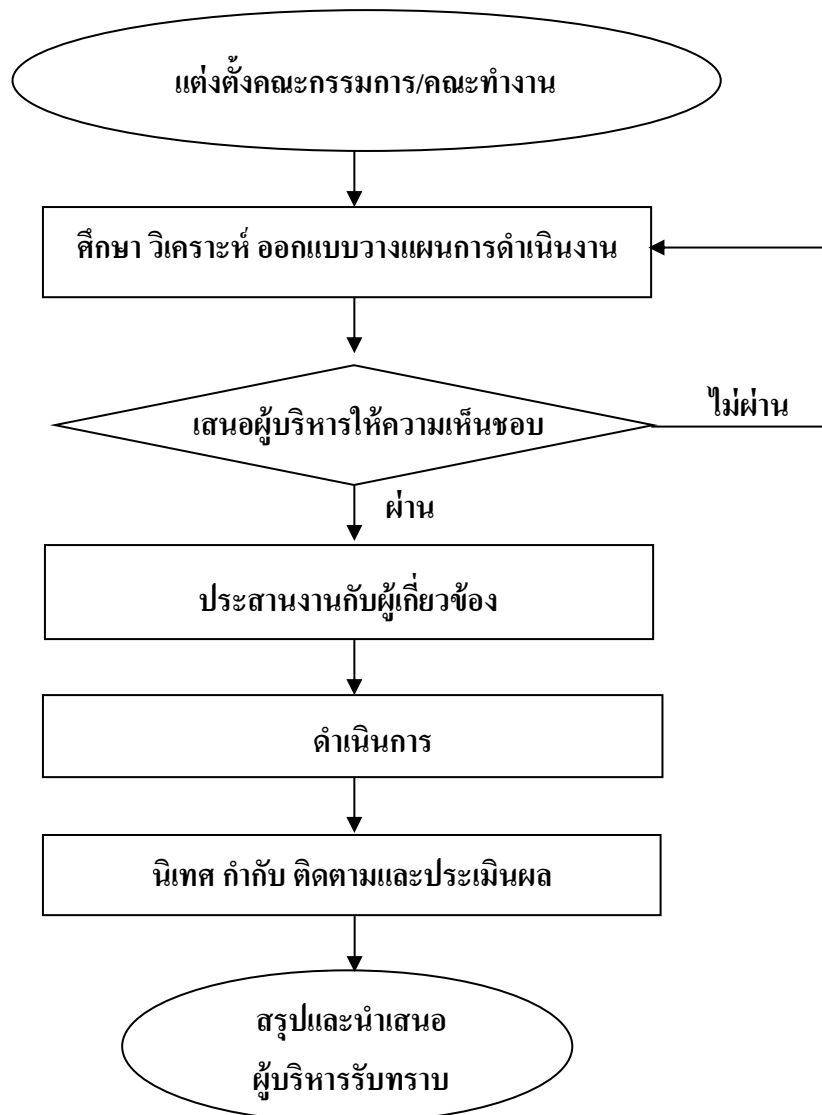 แต่งตั้งคณะกรรมการ/คณะทำงาน
ศึกษา วิเคราะห์ ออกแบบวางแผนการดำเนินงาน
เสนอผู้บริหารให้ความเห็นชอบ
ไม่ผ่าน
ผ่าน
ประสานงานกับผู้เกี่ยวข้อง
ดำเนินการ
นิเทศ กำกับ ติดตามและประเมินผล
สรุปและนำเสนอ
ผู้บริหารรับทราบ